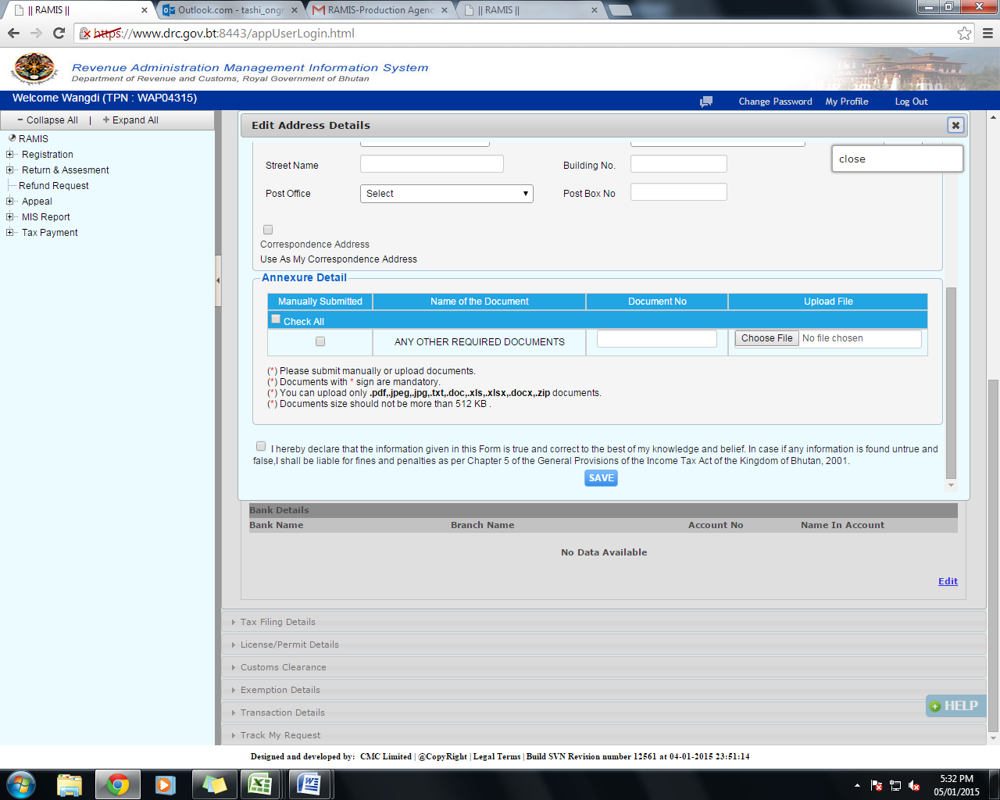 || RAMIS ||
Outlook.com - tashi_ongr
RAMIS-Production Agenc
|| RAMIS ||
https://www.drc.gov.bt:8443/appUserLogin.html
Revenue Administration Management Information System
Department of Revenue and Customs, Royal Government of Bhutan
Welcome Wangdi (TPN : WAP04315)
Change Password My Profile Log Out
Collapse All | Expand All
RAMIS
Registration
Return & Assesment
Refund Request
Appeal
MIS Report
Tax Payment
Edit Address Details
close
Street Name
Building No.
Post Office
Select
Post Box No
Correspondence Address
Use As My Correspondence Address
Annexure Detail
Manually Submitted Name of the Document Document No Upload File
Check All
ANY OTHER REQUIRED DOCUMENTS
Choose File No file chosen
(*) Please submit manually or upload documents.
(*) Documents with * sign are mandatory.
(*) You can upload only .pdf,.jpeg,.jpg,.txt,.doc,.xls,.xlsx,.docx,.zip documents.
(*) Documents size should not be more than 512 KB .
I hereby declare that the information given in this Form is true and correct to the best of my knowledge and belief. In case if any information is found untrue and
false,I shall be liable for fines and penalties as per Chapter 5 of the General Provisions of the Income Tax Act of the Kingdom of Bhutan, 2001.
SAVE
Bank Details
Bank Name Branch Name Account No Name In Account
No Data Available
Edit
Tax Filing Details
License/Permit Details
Customs Clearance
Exemption Details
Transaction Details
Track My Request
HELP
Designed and developed by: CMC Limited | @CopyRight | Legal Terms | Build SVN Revision number 12561 at 04-01-2015 23:51:14
5:32 PM
05/01/2015